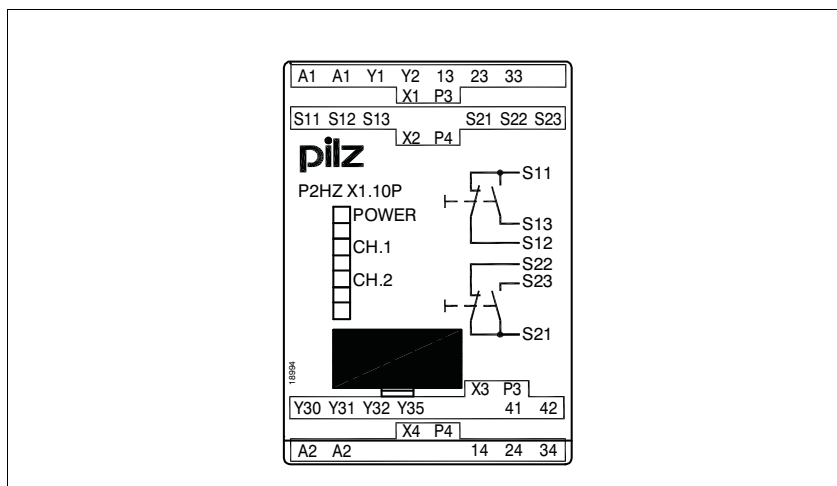 A1 A1 Y1 Y2 13 23 33
X1 P3
S11 S12 S13 S21 S22 S23
X2 P4
pilz
P2HZ X1.10P
S11
POWER
S13
CH.1
S12
S22
CH.2
S23
S21
18994
X3 P3
Y30 Y31 Y32 Y35 41 42
X4 P4
A2 A2 14 24 34